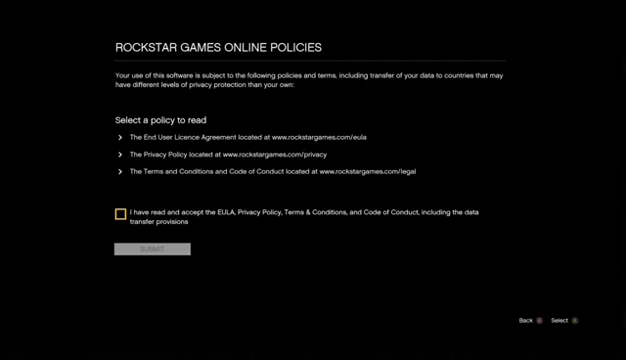 ROCKSTAR GAMES ONLINE POLICIES
Your use of this software is subject to the following policies and terms, including transfer of your data to countries that may
have different levels of privacy protection than your own:
Select a policy to read
The End User Licence Agreement located at www.rockstargames.com/eula
The Privacy Policy located at www.rockstargames.com/privacy
The Terms and Conditions and Code of Conduct located at www.rockstargames.com/legal
I have read and accept the EULA, Privacy Policy, Terms & Conditions, and Code of Conduct, including the data
transfer provisions
SUBMIT
Back B Select A